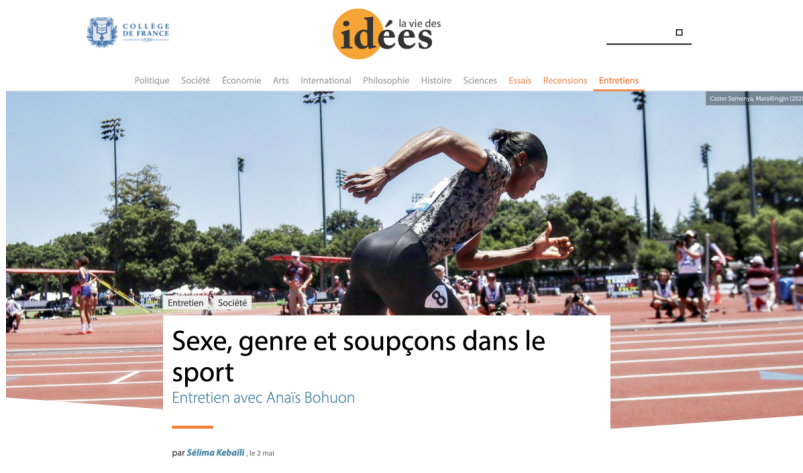 COLLÈGE
DE FRANCE
1530
la vie des
idées
Politique Société Économie Arts International Philosophie Histoire Sciences Essais Recensions Entretiens
Caster Semenya, MaraXingjin
8
Entretien Société
Sexe, genre et soupçons dans le
sport
Entretien avec Anaïs Bohuon
par Sélima Kebaïli , le 2 mai